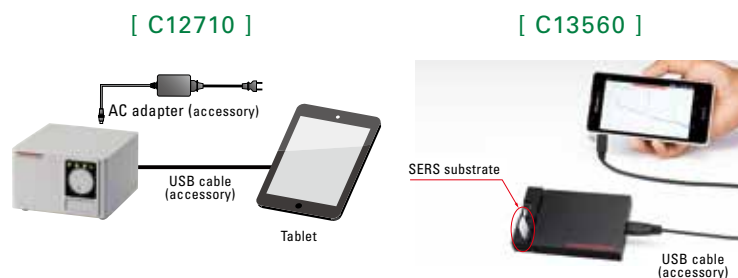 [ C12710 ]
[ C13560 ]
AC adapter (accessory)
SERS substrate
USB cable
(accessory)
Tablet
USB cable
(accessory)